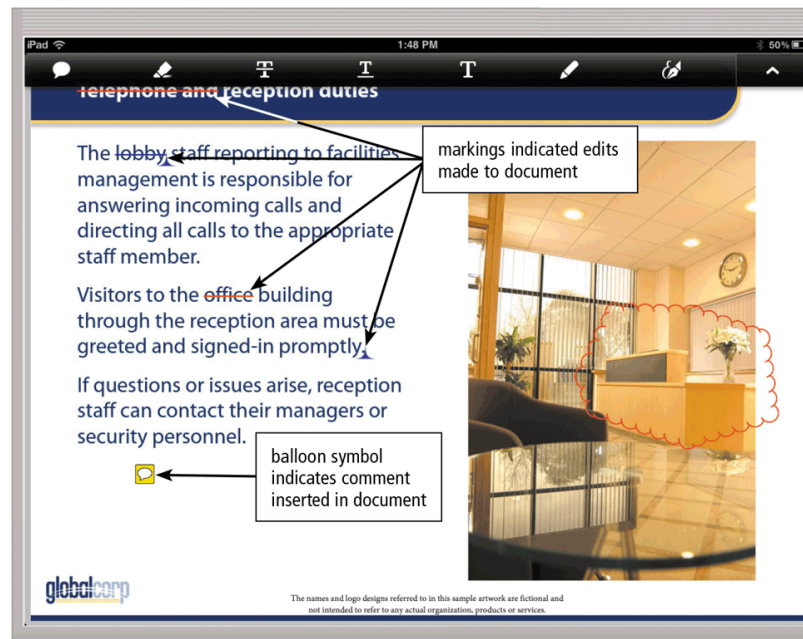 iPad 1:48 PM 50%
T T T
Telephone and reception duties
The lobby staff reporting to facilities
management is responsible for
answering incoming calls and
directing all calls to the appropriate
staff member.
Visitors to the office building
through the reception area must be
greeted and signed-in promptly
If questions or issues arise, reception
staff can contact their managers or
security personnel.
markings indicated edits
made to document
balloon symbol
indicates comment
inserted in document
globalcorp
The names and logo designs referred to in this sample artwork are fictional and
not intended to refer to any actual organization, products or services.